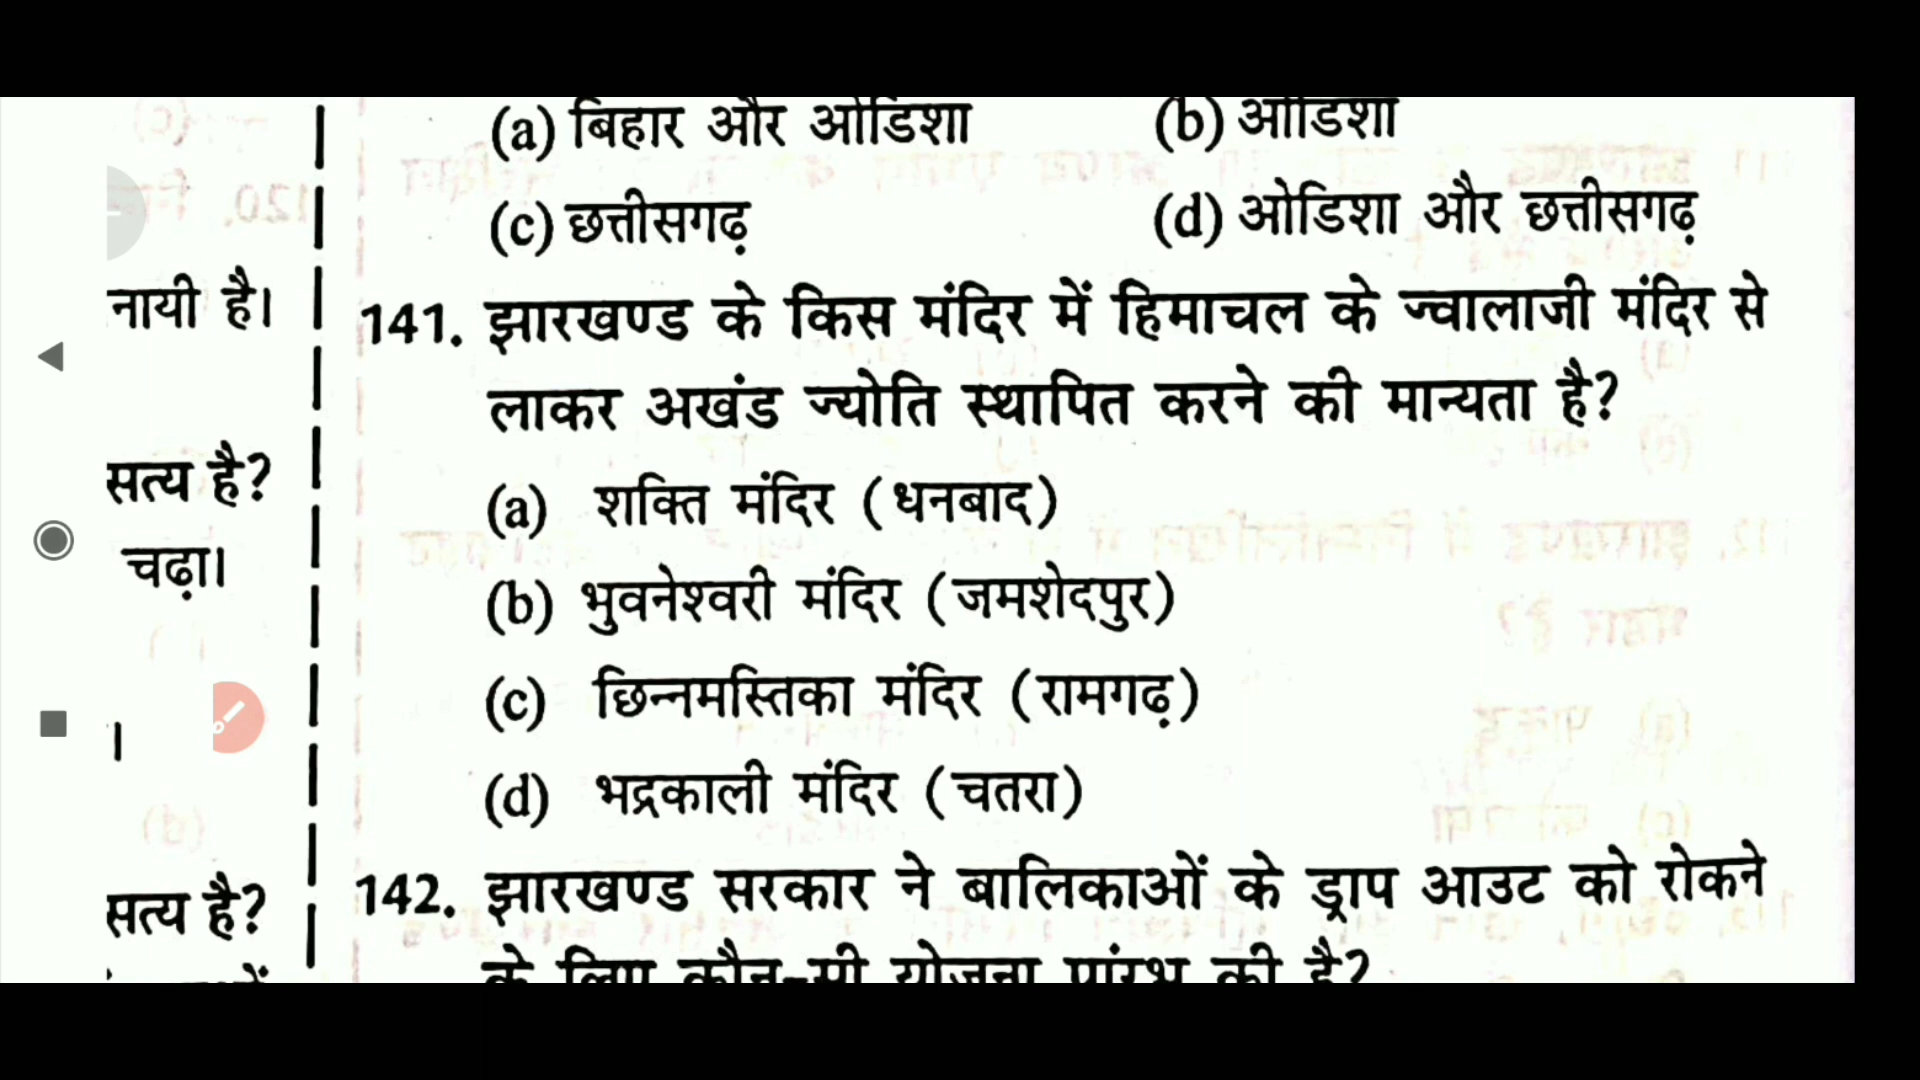 नायी है।
सत्य है?
चढ़ा।
।
सत्य है?
(a) बिहार और ओडिशा (b) ओडिशा
(c) छत्तीसगढ़ (d) ओडिशा और छत्तीसगढ़
141. झारखण्ड के किस मंदिर में हिमाचल के ज्वालाजी मंदिर से
लाकर अखंड ज्योति स्थापित करने की मान्यता है?
(a) शक्ति मंदिर (धनबाद)
(b) भुवनेश्वरी मंदिर (जमशेदपुर)
(c) छिन्नमस्तिका मंदिर (रामगढ़)
(d) भद्रकाली मंदिर (चतरा)
142. झारखण्ड सरकार ने बालिकाओं के ड्राप आउट को रोकने
के लिए कौन-सी योजना प्रारंभ की है?